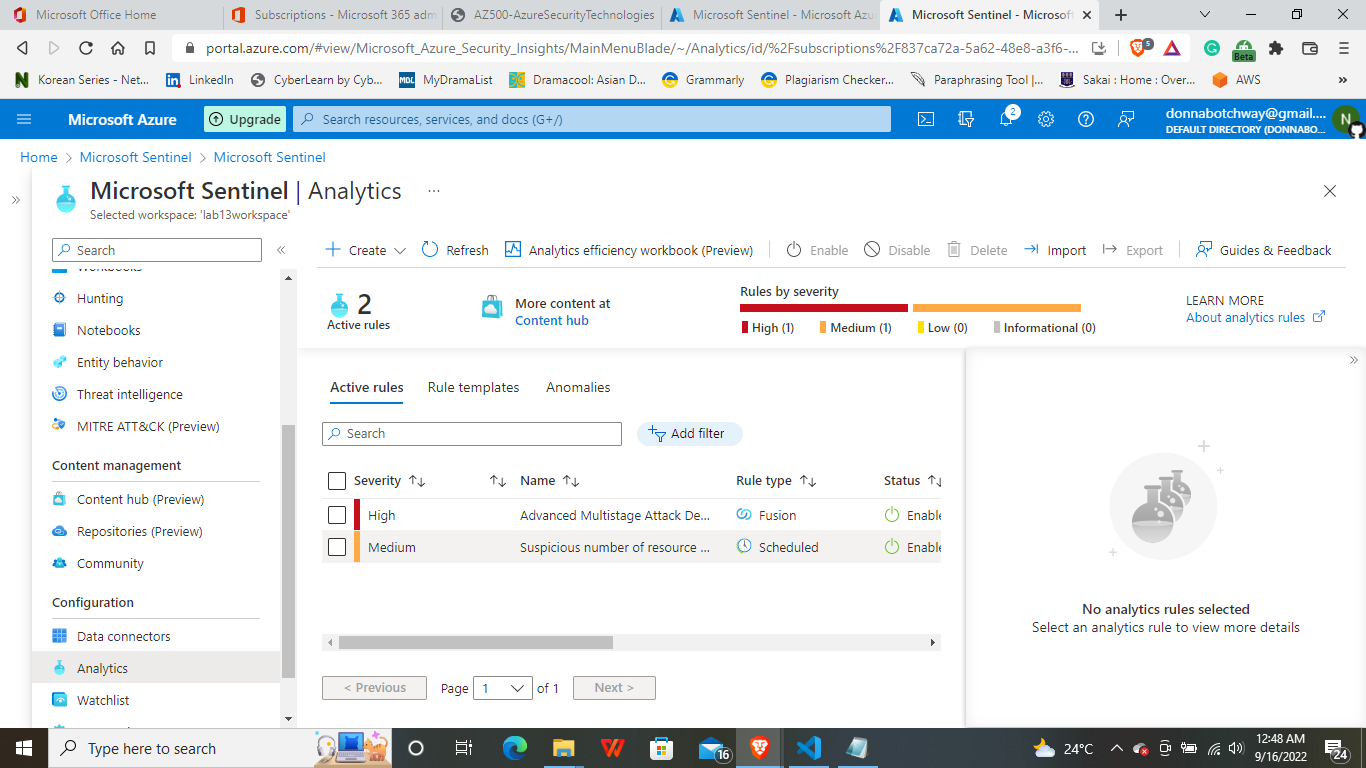 Microsoft Office Home
Subscriptions - Microsoft 365 adm
AZ500-AzureSecurityTechnologies
Microsoft Sentinel - Microsoft Azu
Microsoft Sentinel - Microsoft
portal.azure.com/#view/Microsoft_Azure_Security_Insights/MainMenuBlade/~/Analytics/id/%2Fsubscriptions%2F837ca72a-5a62-48e8-a3f6-...
5
Beta
Korean Series - Net...
LinkedIn
CyberLearn by Cyb...
MDL MyDramaList
Dramacool: Asian D...
Grammarly
Plagiarism Checker...
Paraphrasing Tool |...
Sakai : Home : Over...
AWS
Microsoft Azure
Upgrade
Search resources, services, and docs (G+/)
2
donnabotchway@gmail....
DEFAULT DIRECTORY (DONNABO...
N
Home > Microsoft Sentinel > Microsoft Sentinel
Microsoft Sentinel | Analytics ...
Selected workspace: 'lab13workspace'
Search
Workbooks
Hunting
Notebooks
Entity behavior
Threat intelligence
MITRE ATT&CK (Preview)
Content management
Content hub (Preview)
Repositories (Preview)
Community
Configuration
Data connectors
Analytics
Watchlist
Create
Refresh
Analytics efficiency workbook (Preview)
Enable
Disable
Delete
Import
Export
Guides & Feedback
2
Active rules
More content at
Content hub
Rules by severity
High (1)
Medium (1)
Low (0)
Informational (0)
LEARN MORE
About analytics rules
Active rules
Rule templates
Anomalies
Search
Add filter
Severity
Name
Rule type
Status
High
Advanced Multistage Attack De...
Fusion
Enable
Medium
Suspicious number of resource ...
Scheduled
Enable
< Previous
Page 1 of 1
Next >
No analytics rules selected
Select an analytics rule to view more details
Type here to search
16
24°C
12:48 AM
9/16/2022
24